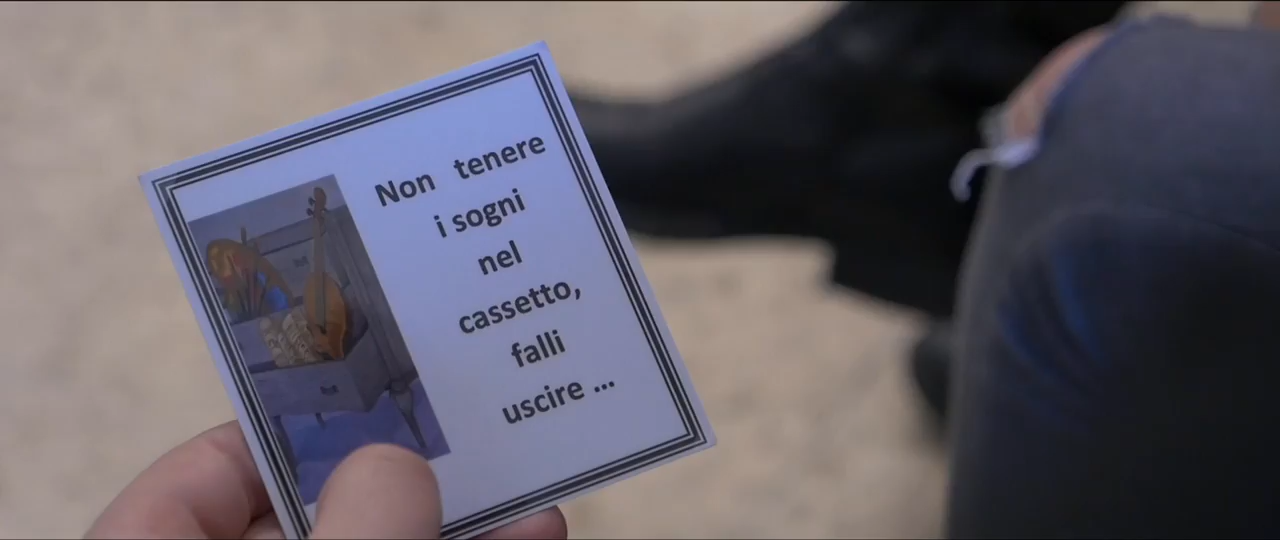 Non tenere
i sogni
nel
cassetto,
falli
uscire ...